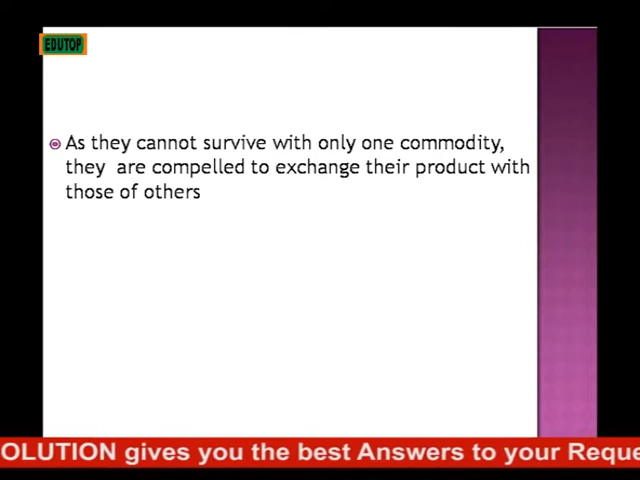 EDUTOP
As they cannot survive with only one commodity,
they are compelled to exchange their product with
those of others
OLUTION gives you the best Answers to your Reque